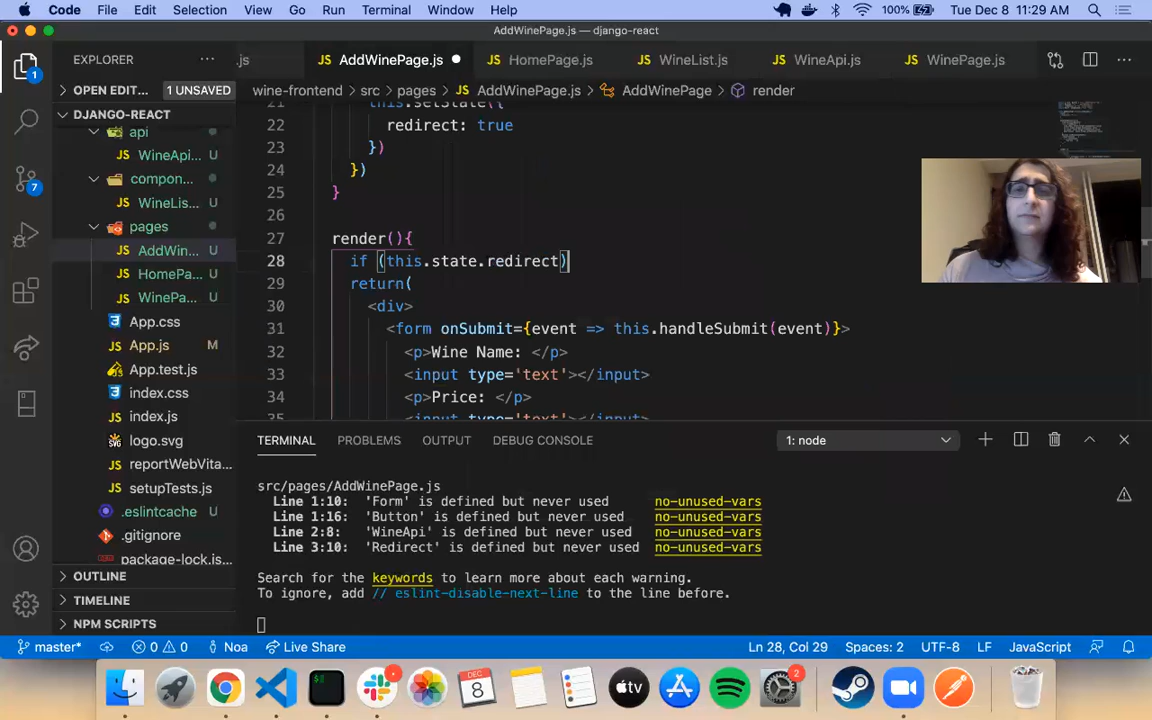 Code File Edit Selection View Go Run Terminal Window Help 100% Tue Dec 8 11:29 AM
AddWinePage.js — django-react
EXPLORER .js AddWinePage.js HomePage.js WineList.js WineApi.js WinePage.js
OPEN EDIT... 1 UNSAVED
wine-frontend > src > pages > JS AddWinePage.js > AddWinePage > render
DJANGO-REACT
api
JS WineApi... U
compon...
JS WineLis... U
pages
JS AddWin... U
JS HomePa... U
JS WinePa... U
App.css
JS App.js M
App.test.js
index.css
JS index.js
logo.svg
JS reportWebVita...
JS setupTests.js
.eslintcache U
.gitignore
package-lock.js...
OUTLINE
TIMELINE
NPM SCRIPTS
21 this.setState({
22 redirect: true
23 })
24 })
25 }
26
27 render(){
28 if (this.state.redirect)
29 return(
30 <div>
31 <form onSubmit={event => this.handleSubmit(event)}>
32 <p>Wine Name: </p>
33 <input type='text'></input>
34 <p>Price: </p>
35 <input type='text'></input>
TERMINAL PROBLEMS OUTPUT DEBUG CONSOLE 1: node
src/pages/AddWinePage.js
Line 1:10: 'Form' is defined but never used no-unused-vars
Line 1:16: 'Button' is defined but never used no-unused-vars
Line 2:8: 'WineApi' is defined but never used no-unused-vars
Line 3:10: 'Redirect' is defined but never used no-unused-vars
Search for the keywords to learn more about each warning.
To ignore, add // eslint-disable-next-line to the line before.
master* 0 0 Noa Live Share Ln 28, Col 29 Spaces: 2 UTF-8 LF JavaScript
1
7
DEC
8
tv
2